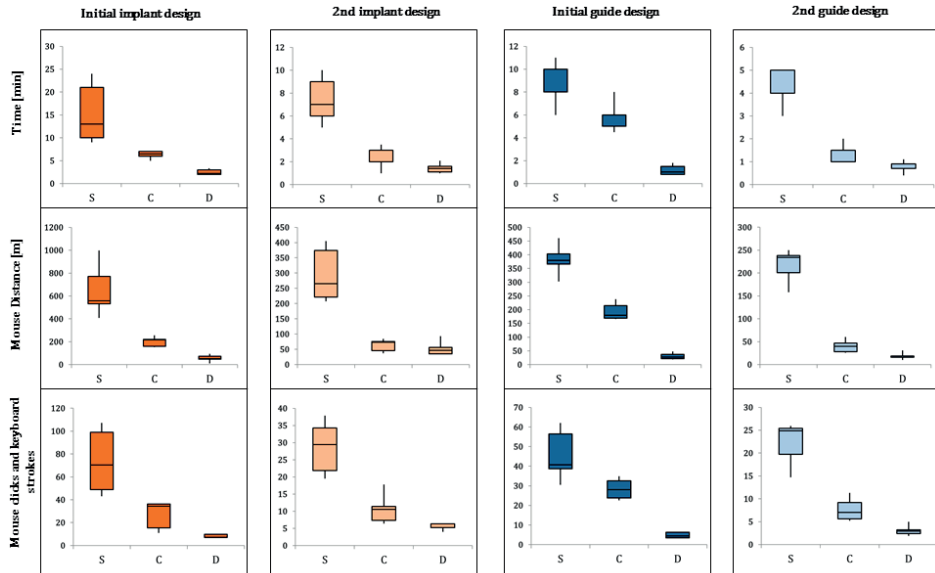 Initial implant design 2nd implant design Initial guide design 2nd guide design
Time [min]
30 25 20 15 10 5 0
S C D
12 10 8 6 4 2 0
S C D
12 10 8 6 4 2 0
S C D
6 5 4 3 2 1 0
S C D
Mouse Distance [m]
1200 1000 800 600 400 200 0
S C D
450 400 350 300 250 200 150 100 50 0
S C D
500 450 400 350 300 250 200 150 100 50 0
S C D
300 250 200 150 100 50 0
S C D
Mouse clicks and keyboard
strokes
120 100 80 60 40 20 0
S C D
40 35 30 25 20 15 10 5 0
S C D
70 60 50 40 30 20 10 0
S C D
30 25 20 15 10 5 0
S C D